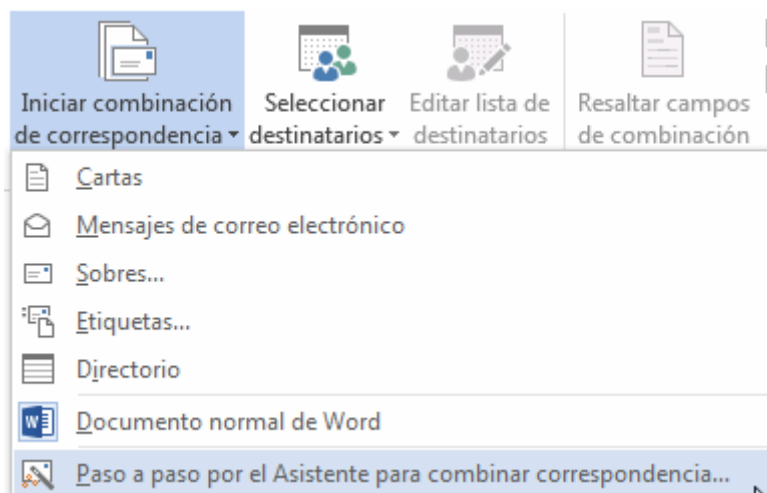 Iniciar combinación
de correspondencia
Seleccionar
destinatarios
Editar lista de
destinatarios
Resaltar campos
de combinación
Cartas
Mensajes de correo electrónico
Sobres...
Etiquetas...
Directorio
Documento normal de Word
Paso a paso por el Asistente para combinar correspondencia...